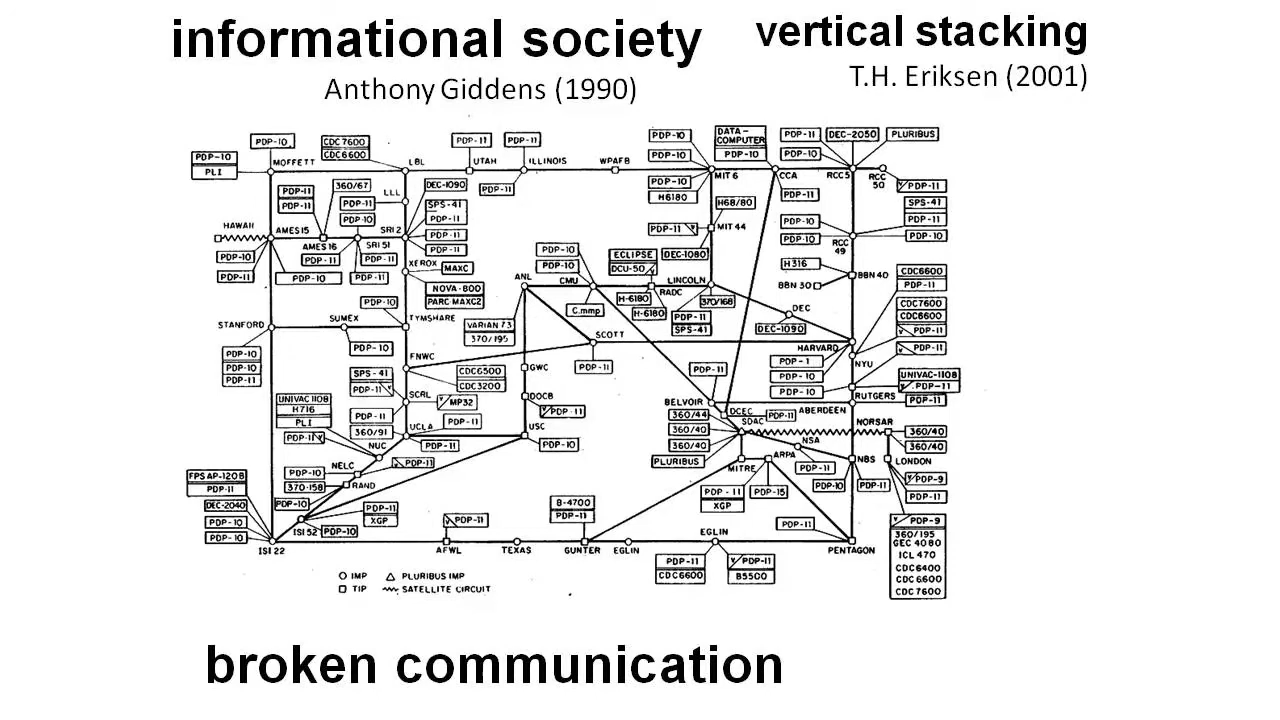 informational society
vertical stacking
Anthony Giddens (1990)
T.H. Eriksen (2001)
PDP-10
CDC7600
CDC6600
PDP-11
PDP-11
PDP-10
DATA-
COMPUTER
PDP-10
PDP-11
DEC-2050
PLURIBUS
PDP-10
PLI
MOFFETT
LBL
UTAH
ILLINOIS
WPAFB
PDP-10
MIT 6
CCA
PDP-10
RCC 5
RCC
50
PDP-11
PDP-11
PDP-11
360/67
LLL
DEC-1090
PDP-11
PDP-10
H6180
PDP-11
SPS-41
PDP-11
PDP-10
PDP-11
PDP-10
SPS-41
PDP-11
H68/80
PDP-10
HAWAII
AMES15
AMES16
SRI 51
SRI 2
PDP-11
PDP-11
PDP-11
MIT 44
PDP-10
RCC
49
PDP-10
PDP-11
PDP-10
PDP-11
PDP-11
XEROX
MAXC
PDP-10
PDP-10
ECLIPSE
DCU-50
DEC-1080
H316
BBN 40
BBN 30
CDC6600
PDP-11
NOVA-800
PARC MAXC2
ANL
CMU
C.mmp
H-6180
RADC
H-6180
LINCOLN
370/168
PDP-11
SPS-41
DEC
DEC-1090
CDC7600
CDC6600
PDP-11
PDP-11
PDP-10
STANFORD
SUMEX
TYMSHARE
VARIAN 73
370/195
SCOTT
HARVARD
NYU
PDP-10
PDP-10
PDP-11
PDP-10
FNWC
CDC6500
CDC3200
GWC
PDP-11
PDP-11
PDP-1
PDP-10
PDP-10
UNIVAC-1108
PDP-11
RUTGERS
PDP-11
SPS-41
PDP-11
SCRL
MP32
DOCB
PDP-11
BELVOIR
DCEC
PDP-11
ABERDEEN
UNIVAC 1108
H716
PLI
PDP-11
PDP-11
360/91
UCLA
PDP-11
PDP-11
USC
PDP-10
360/44
360/40
360/40
PLURIBUS
SDAC
NORSAR
360/40
360/40
NUC
NELC
PDP-11
RAND
MITRE
ARPA
NSA
PDP-11
NBS
PDP-10
PDP-11
LONDON
PDP-9
PDP-11
FPS AP-120B
PDP-11
DEC-2040
PDP-10
PDP-10
PDP-10
370-158
PDP-10
PDP-11
XGP
PDP-10
ISI 52
ISI 22
PDP-11
AFWL
TEXAS
B-4700
PDP-11
GUNTER
EGLIN
PDP-11
XGP
PDP-15
PDP-11
EGLIN
PDP-11
CDC6600
PDP-11
B5500
PENTAGON
PDP-9
360/195
GEC 4080
ICL 470
CDC6400
CDC6600
CDC7600
IMP
PLURIBUS IMP
TIP
SATELLITE CIRCUIT
broken communication